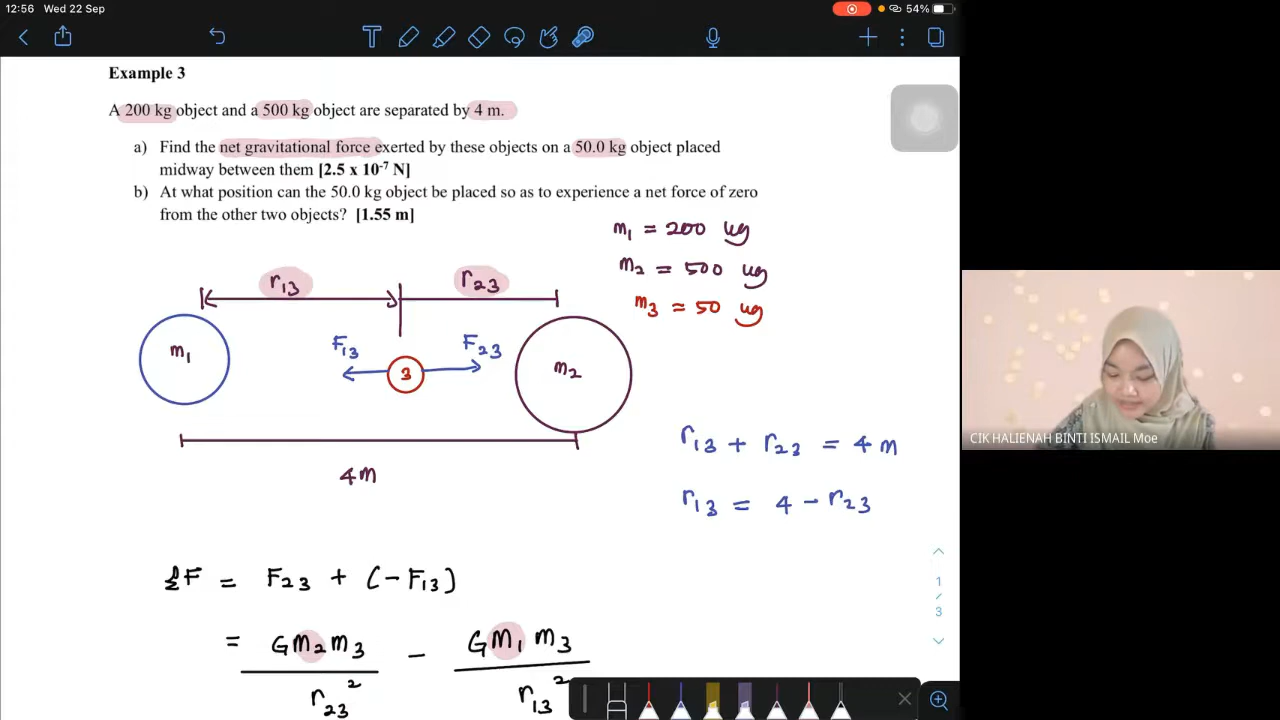 12:56 Wed 22 Sep
54%
Example 3
A 200 kg object and a 500 kg object are separated by 4 m.
a) Find the net gravitational force exerted by these objects on a 50.0 kg object placed
midway between them [2.5 x 10⁻⁷ N]
b) At what position can the 50.0 kg object be placed so as to experience a net force of zero
from the other two objects? [1.55 m]
m₁ = 200 kg
m₂ = 500 kg
m₃ = 50 kg
r₁₃
r₂₃
m₁
F₁₃
3
F₂₃
m₂
4m
r₁₃ + r₂₃ = 4 m
r₁₃ = 4 - r₂₃
ΣF = F₂₃ + (-F₁₃)
= GM₂m₃ / r₂₃² - GM₁m₃ / r₁₃²
1
/
3
CIK HALIENAH BINTI ISMAIL Moe